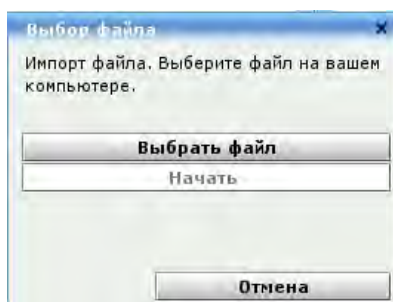 Выбор файла
Импорт файла. Выберите файл на вашем
компьютере.
Выбрать файл
Начать
Отмена